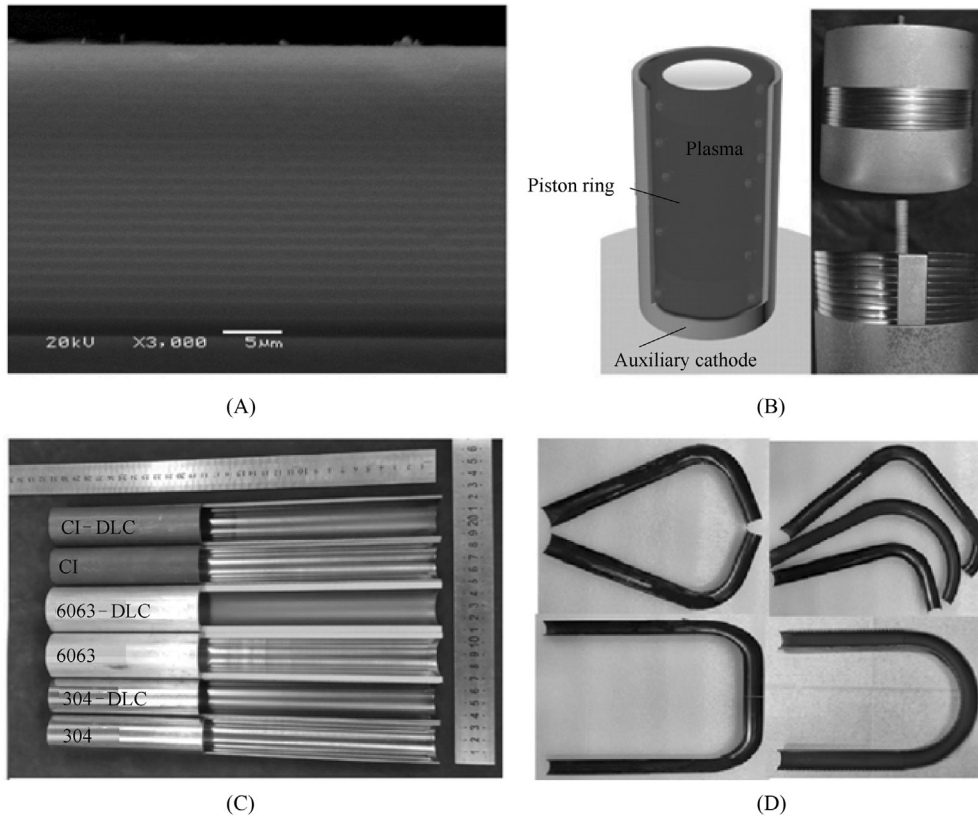 20kV X3,000 5μm
(A)
Plasma
Piston ring
Auxiliary cathode
(B)
CI-DLC
CI
6063-DLC
6063
304-DLC
304
(C)
(D)